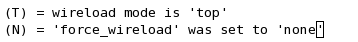 (T) = wireload mode is 'top'
(N) = 'force_wireload' was set to 'none'